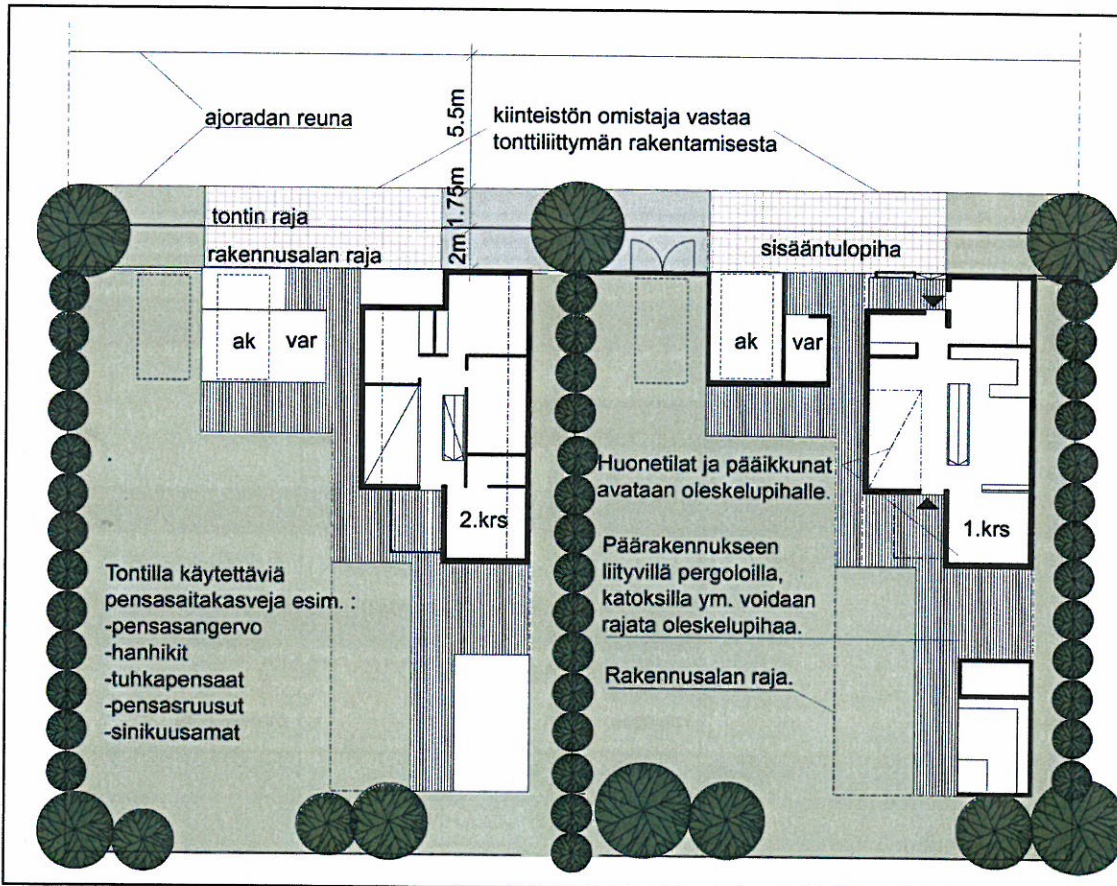 ajoradan reuna
5.5m
kiinteistön omistaja vastaa
tonttiliittymän rakentamisesta
1.75m
tontin raja
2m
rakennusalan raja
sisääntulopiha
ak
var
ak
var
2.krs
Huonetilat ja pääikkunat
avataan oleskelupihalle.
1.krs
Tontilla käytettäviä
pensasaitakasveja esim. :
-pensasangervo
-hanhikit
-tuhkapensaat
-pensasruusut
-sinikuusamat
Päärakennukseen
liityvillä pergoloilla,
katoksilla ym. voidaan
rajata oleskelupihaa.
Rakennusalan raja.